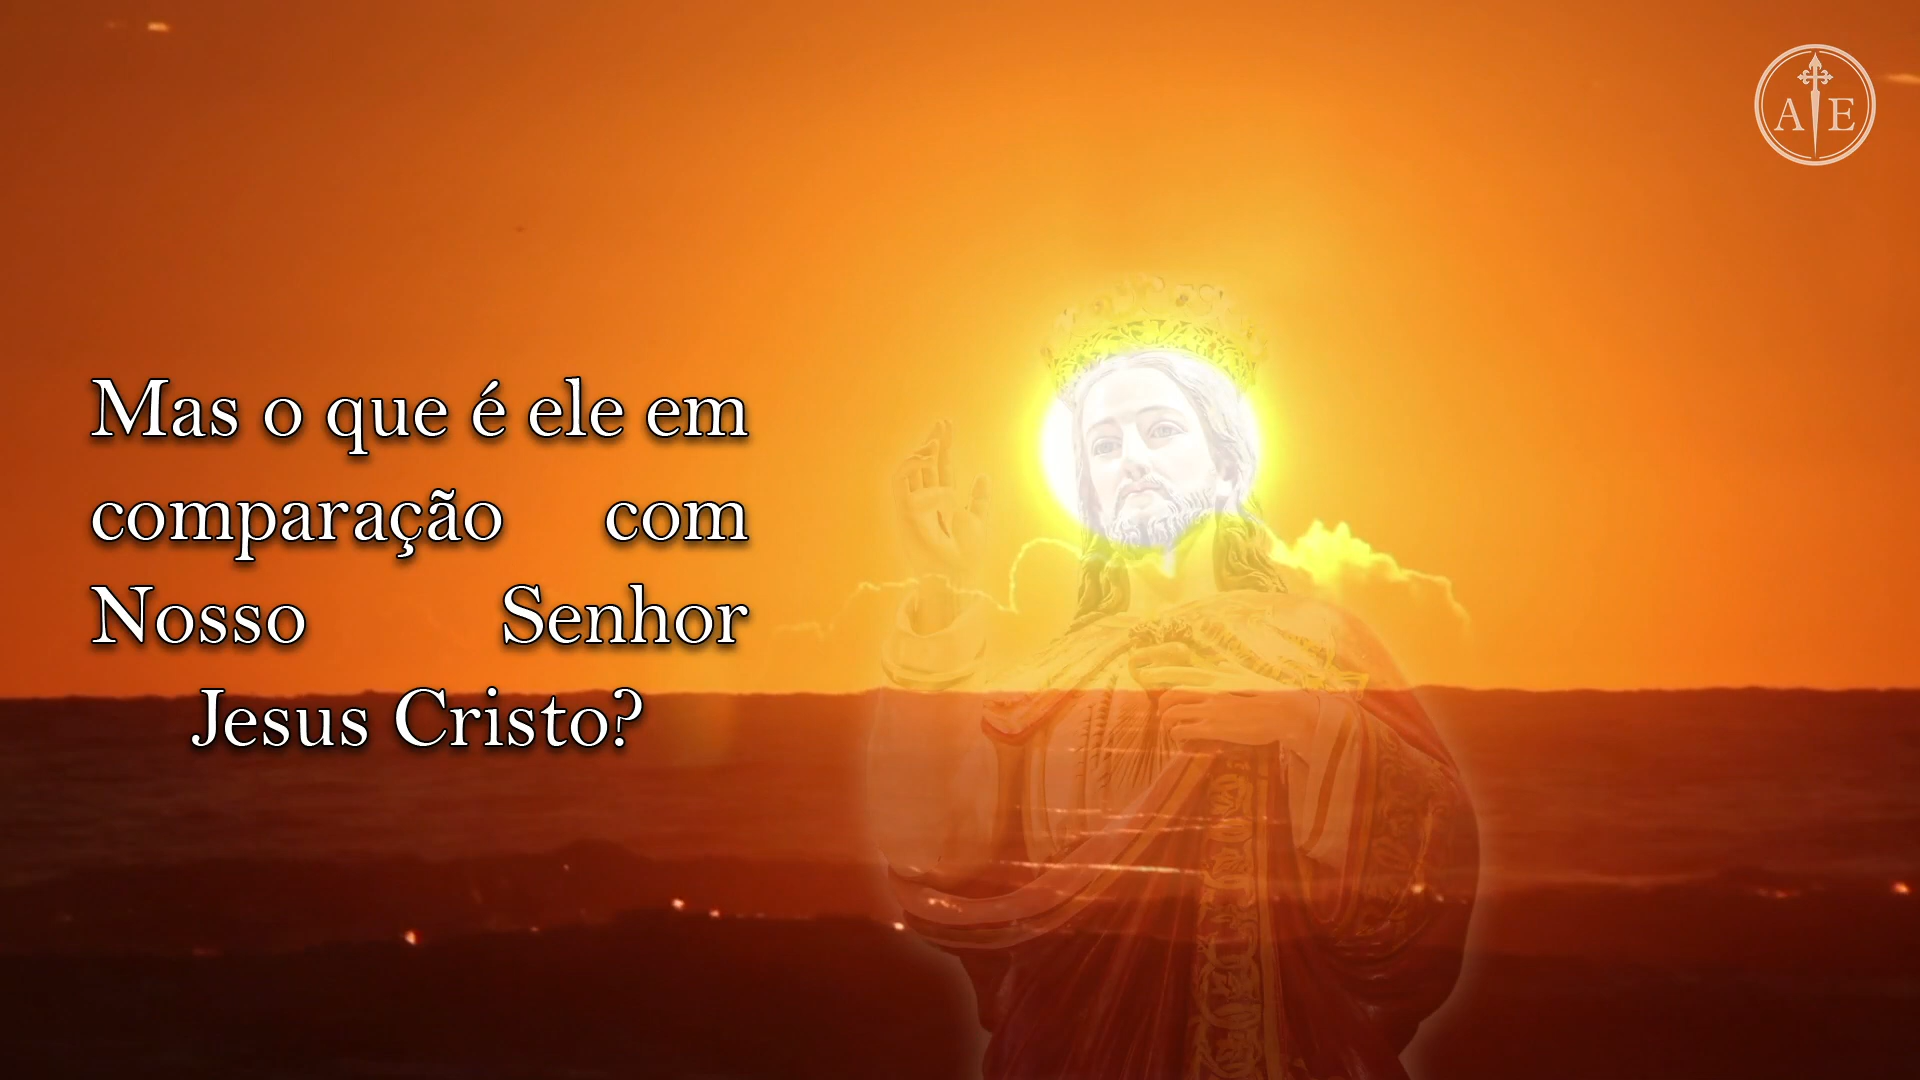 Mas o que é ele em
comparação com
Nosso Senhor
Jesus Cristo?
A E